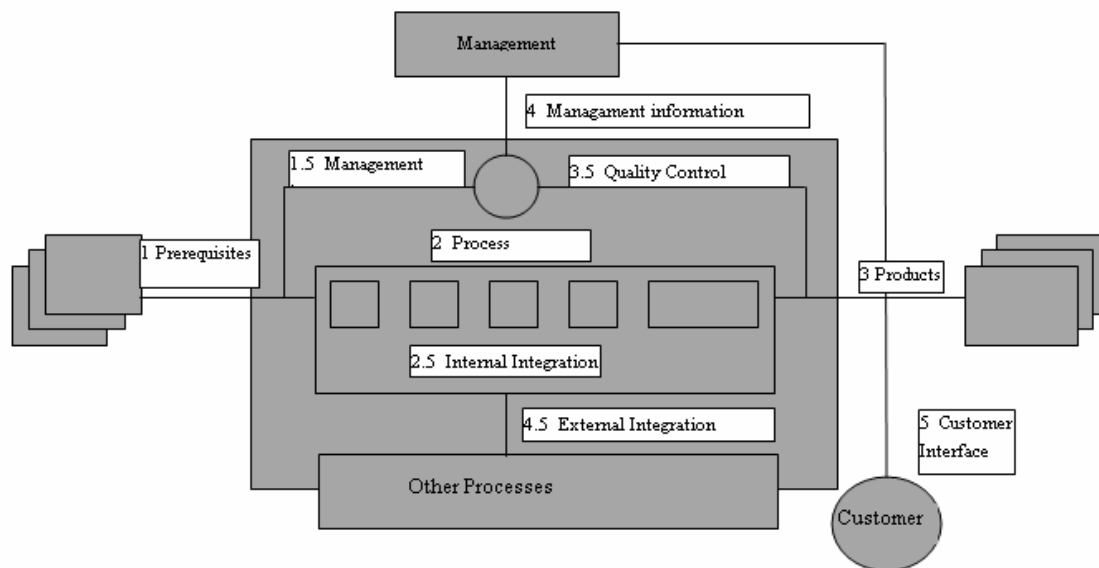 Management
4 Managament information
1.5 Management
3.5 Quality Control
2 Process
1 Prerequisites
3 Products
2.5 Internal Integration
4.5 External Integration
5 Customer
Interface
Other Processes
Customer